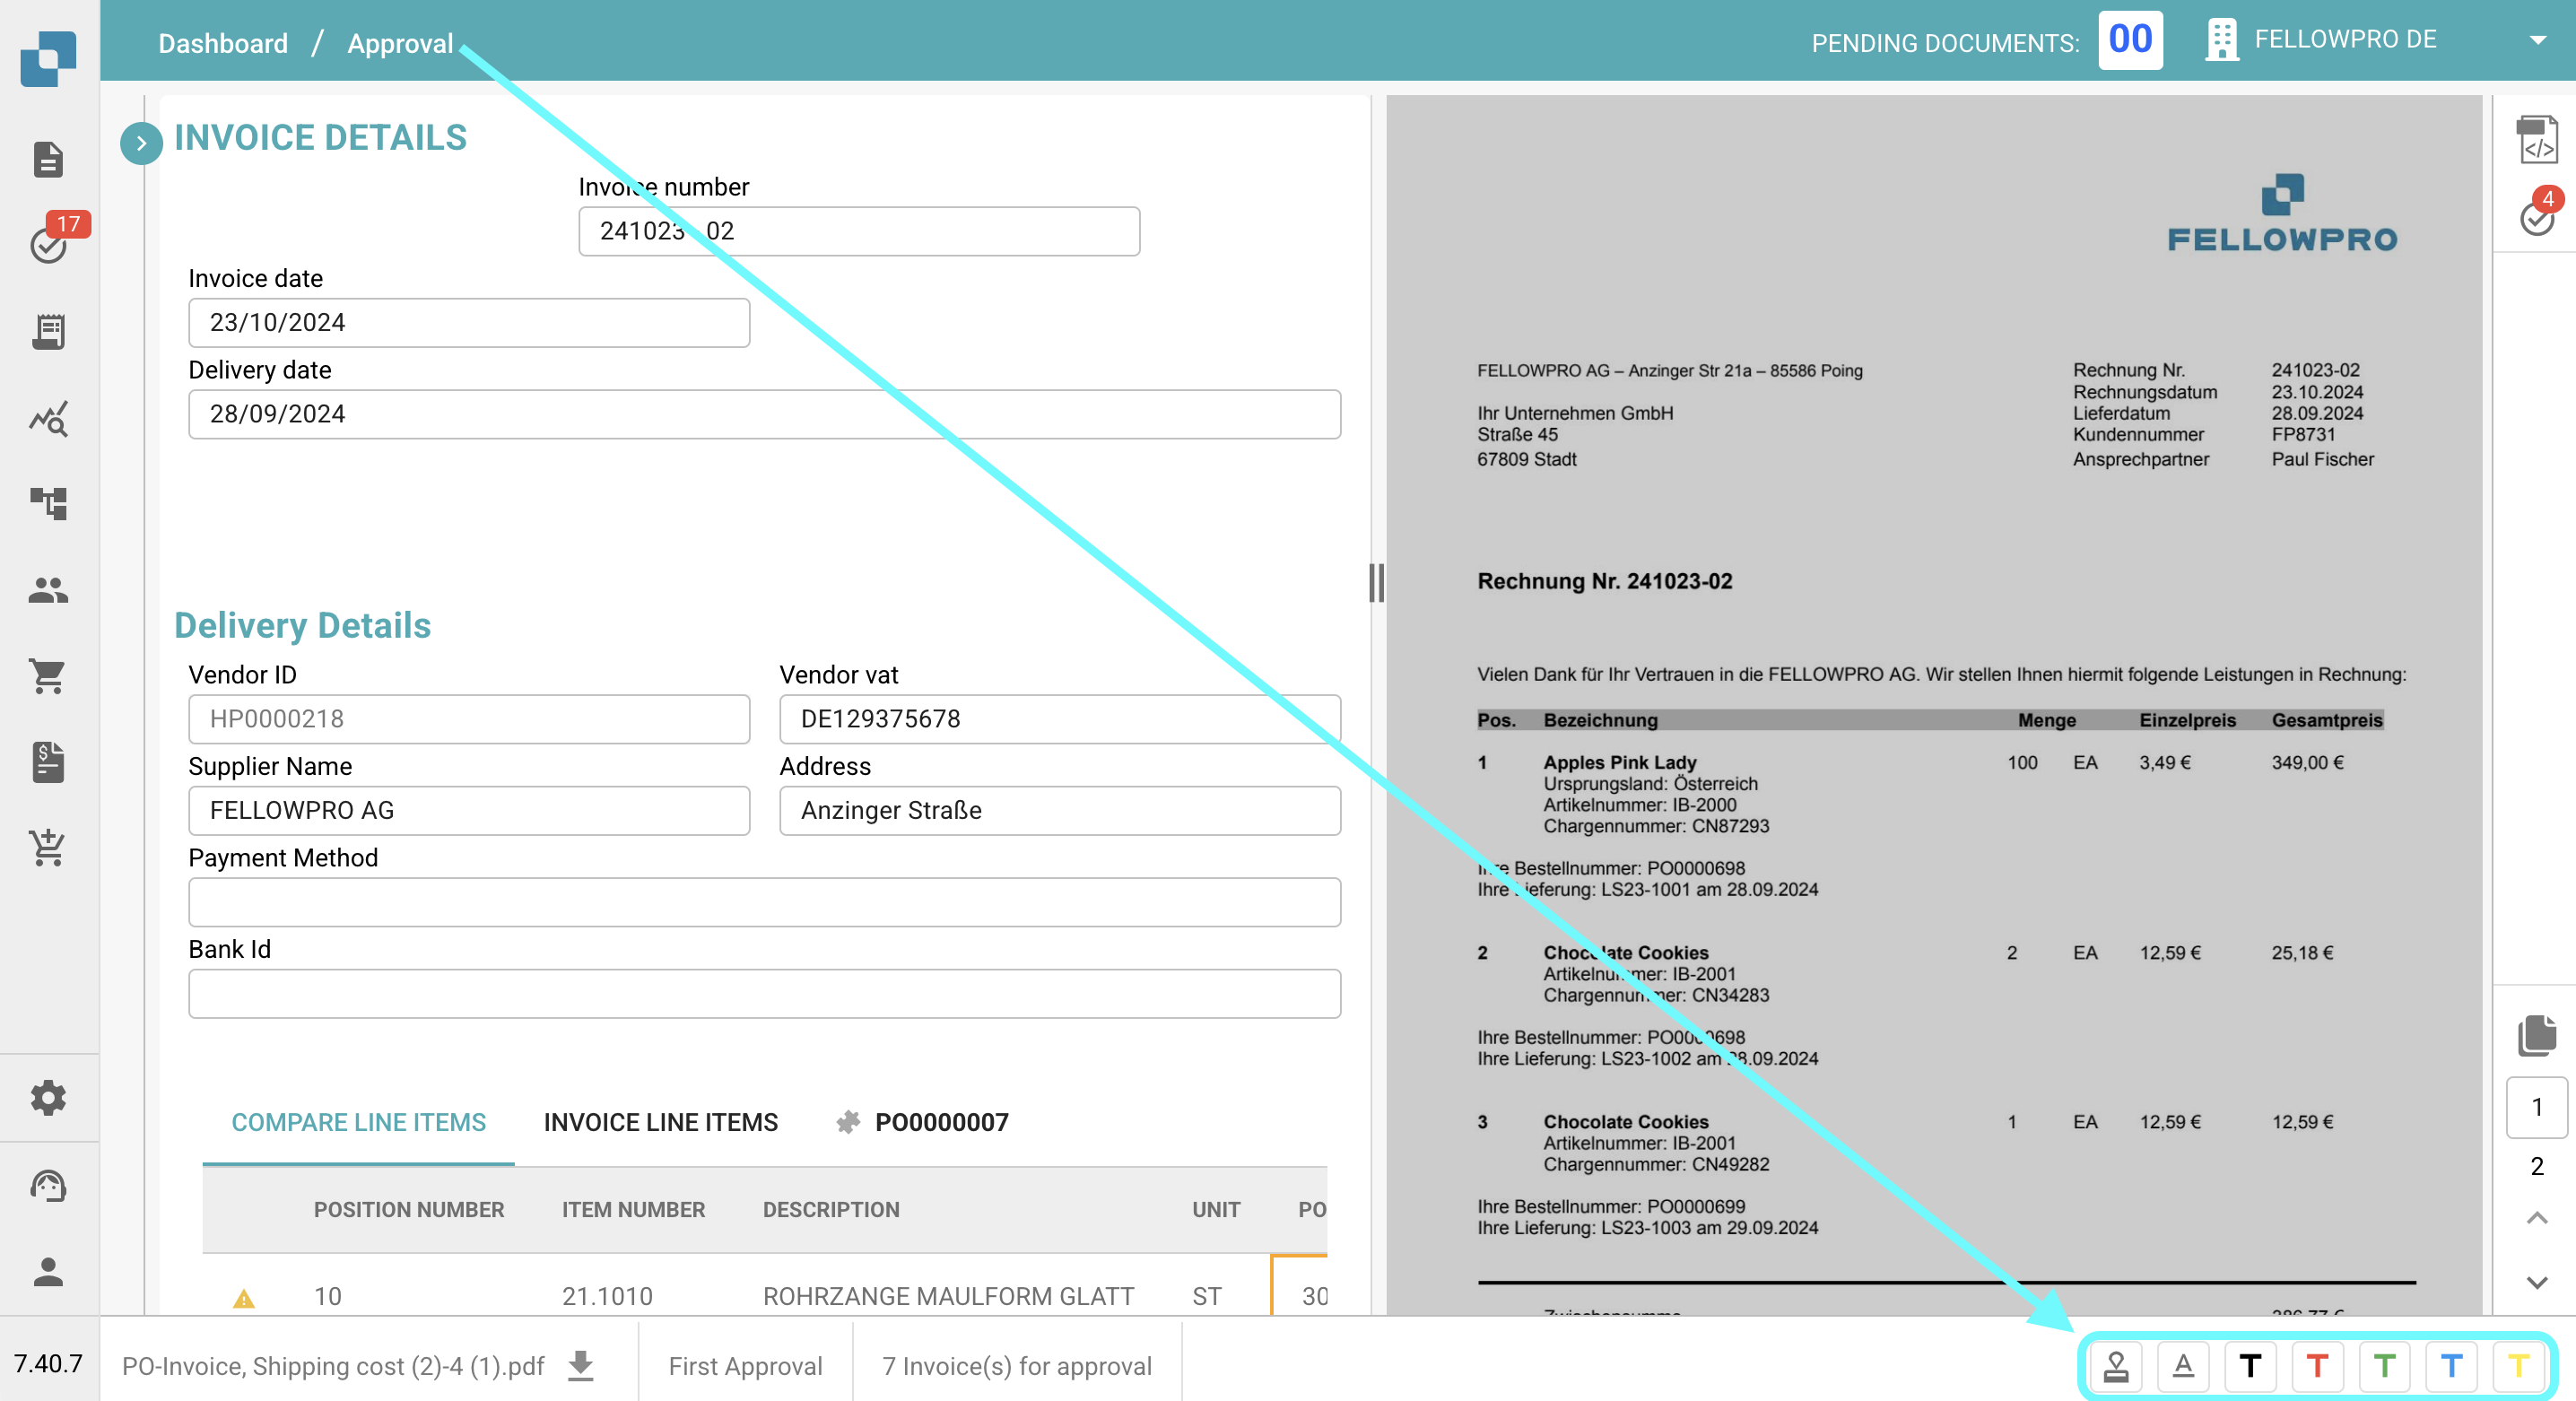 Dashboard / Approval
PENDING DOCUMENTS: 00
FELLOWPRO DE
17
7.40.7
INVOICE DETAILS
Invoice number
241023-02
Invoice date
23/10/2024
Delivery date
28/09/2024
Delivery Details
Vendor ID
HP0000218
Vendor vat
DE129375678
Supplier Name
FELLOWPRO AG
Address
Anzinger Straße
Payment Method
Bank Id
COMPARE LINE ITEMS
INVOICE LINE ITEMS
PO0000007
POSITION NUMBER ITEM NUMBER DESCRIPTION UNIT PO
10 21.1010 ROHRZANGE MAULFORM GLATT ST 30
FELLOWPRO
FELLOWPRO AG – Anzinger Str 21a – 85586 Poing
Ihr Unternehmen GmbH
Straße 45
67809 Stadt
Rechnung Nr. 241023-02
Rechnungsdatum 23.10.2024
Lieferdatum 28.09.2024
Kundennummer FP8731
Ansprechpartner Paul Fischer
Rechnung Nr. 241023-02
Vielen Dank für Ihr Vertrauen in die FELLOWPRO AG. Wir stellen Ihnen hiermit folgende Leistungen in Rechnung:
Pos. Bezeichnung Menge Einzelpreis Gesamtpreis
1 Apples Pink Lady 100 EA 3,49 € 349,00 €
Ursprungsland: Österreich
Artikelnummer: IB-2000
Chargennummer: CN87293
Ihre Bestellnummer: PO0000698
Ihre Lieferung: LS23-1001 am 28.09.2024
2 Chocolate Cookies 2 EA 12,59 € 25,18 €
Artikelnummer: IB-2001
Chargennummer: CN34283
Ihre Bestellnummer: PO0000698
Ihre Lieferung: LS23-1002 am 28.09.2024
3 Chocolate Cookies 1 EA 12,59 € 12,59 €
Artikelnummer: IB-2001
Chargennummer: CN49282
Ihre Bestellnummer: PO0000699
Ihre Lieferung: LS23-1003 am 29.09.2024
Zwischensumme 386,77 €
4
1
2
PO-Invoice, Shipping cost (2)-4 (1).pdf
First Approval
7 Invoice(s) for approval
A T T T T T